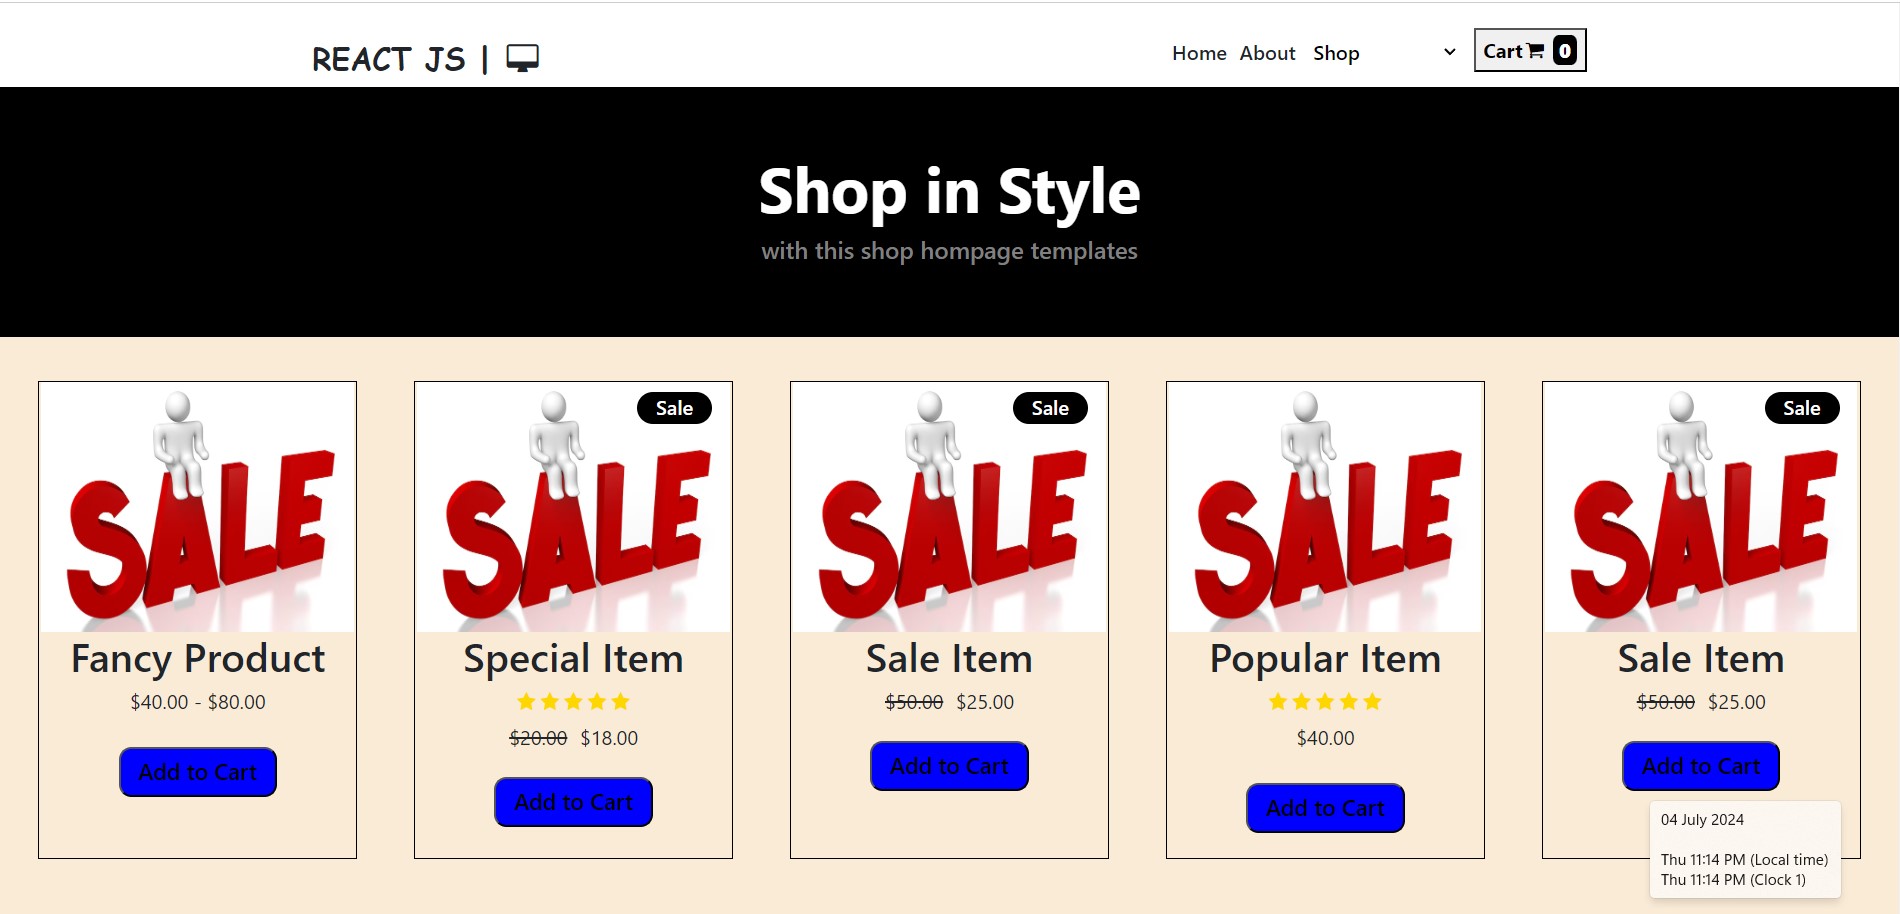 REACT JS |
Home About Shop Cart 0
Shop in Style
with this shop hompage templates
SALE
Fancy Product
$40.00 - $80.00
Add to Cart
Sale
SALE
Special Item
$20.00 $18.00
Add to Cart
Sale
SALE
Sale Item
$50.00 $25.00
Add to Cart
SALE
Popular Item
$40.00
Add to Cart
Sale
SALE
Sale Item
$50.00 $25.00
Add to Cart
04 July 2024
Thu 11:14 PM (Local time)
Thu 11:14 PM (Clock 1)